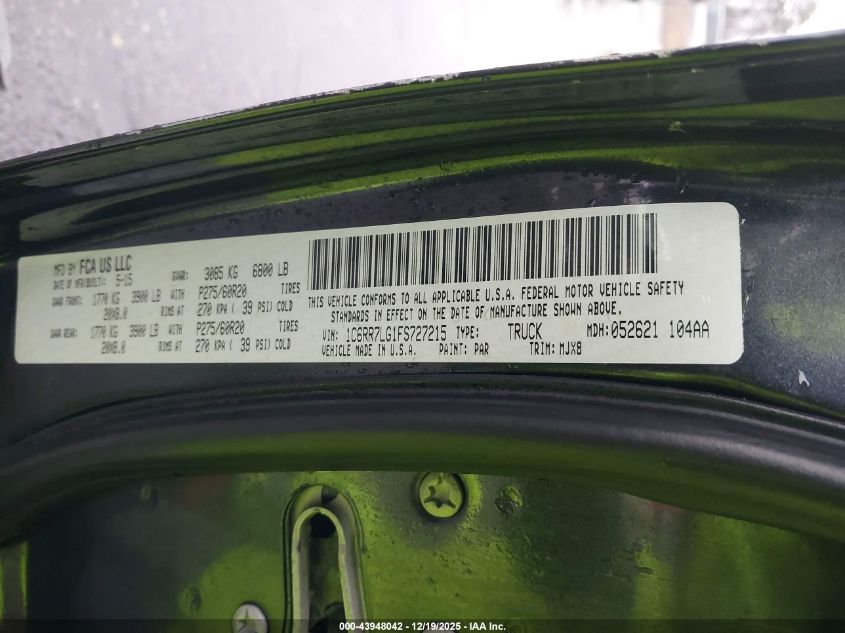 MFD BY FCA US LLC
DATE OF MFR(BUILT): 5-15 GVWR: 3085 KG 6800 LB
GAWR FRONT: 1770 KG 3900 LB WITH P275/60R20 TIRES
20X8.0 RIMS AT 270 KPA ( 39 PSI) COLD
GAWR REAR: 1770 KG 3900 LB WITH P275/60R20 TIRES
20X8.0 RIMS AT 270 KPA ( 39 PSI) COLD
THIS VEHICLE CONFORMS TO ALL APPLICABLE U.S.A. FEDERAL MOTOR VEHICLE SAFETY
STANDARDS IN EFFECT ON THE DATE OF MANUFACTURE SHOWN ABOVE.
VIN: 1C6RR7LG1FS727215 TYPE: TRUCK MDH: 052621 104AA
VEHICLE MADE IN U.S.A. PAINT: PAR TRIM: MJX8
000-43948042 - 12/19/2025 - IAA Inc.